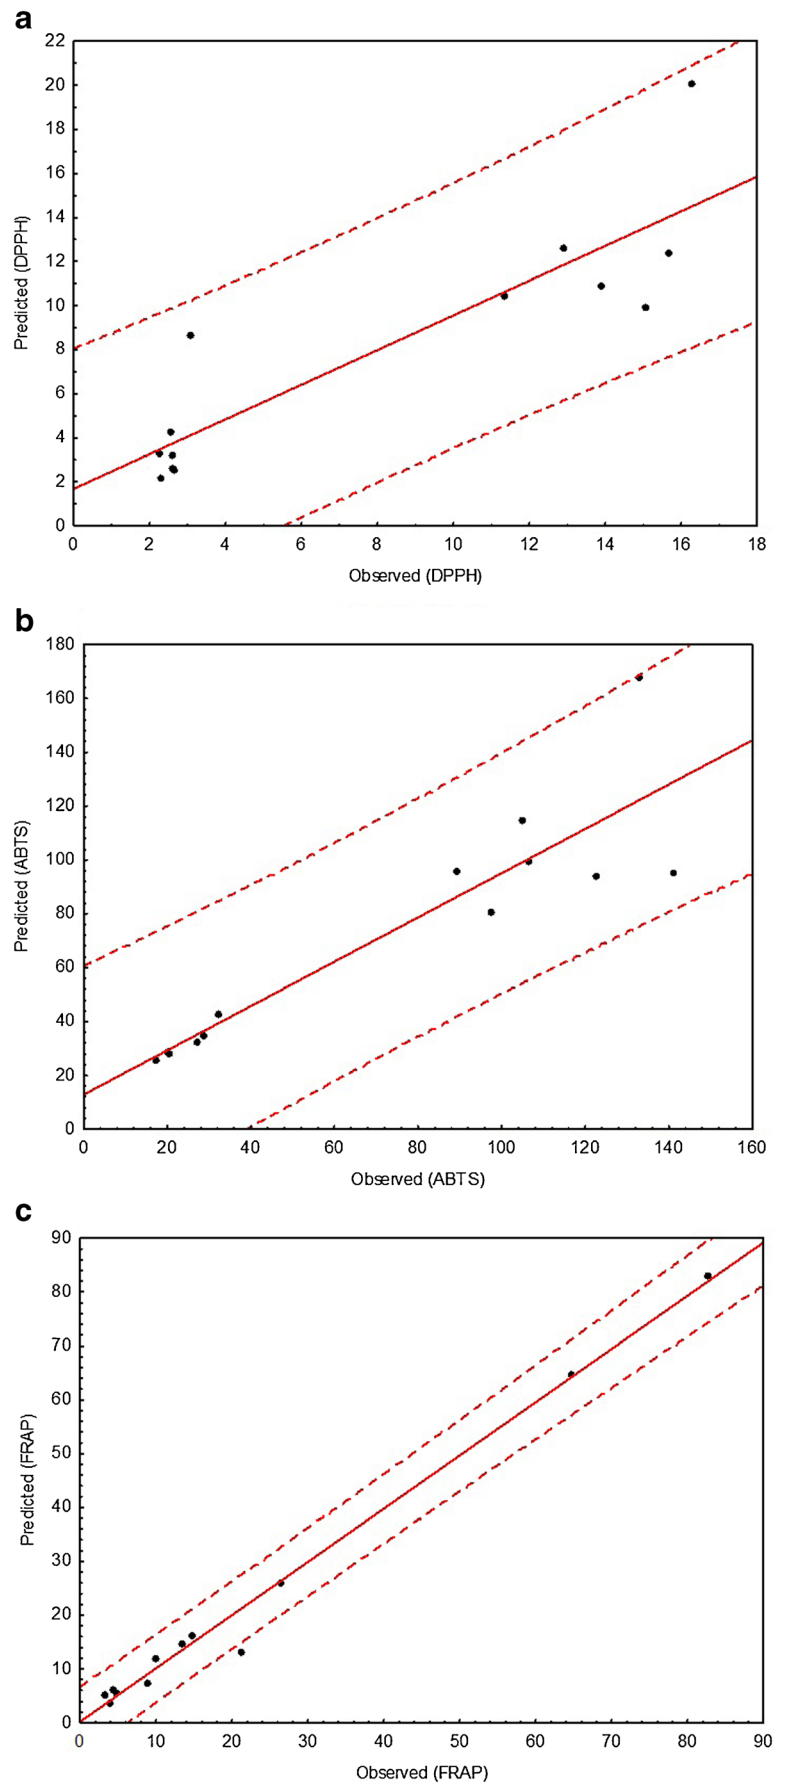 a
22
20
18
16
14
12
10
8
6
4
2
0
0 2 4 6 8 10 12 14 16 18
Predicted (DPPH)
Observed (DPPH)
b
180
160
140
120
100
80
60
40
20
0
0 20 40 60 80 100 120 140 160
Predicted (ABTS)
Observed (ABTS)
c
90
80
70
60
50
40
30
20
10
0
0 10 20 30 40 50 60 70 80 90
Predicted (FRAP)
Observed (FRAP)